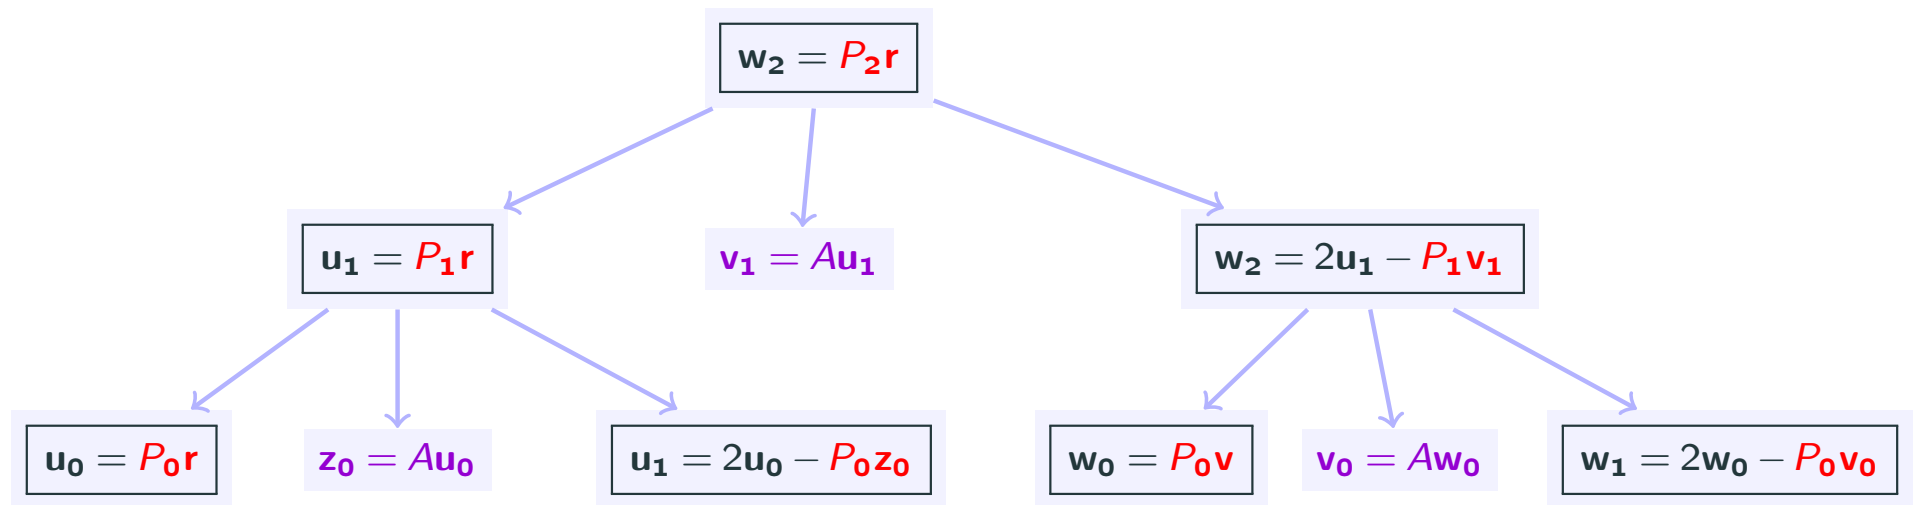 w₂ = P₂r
u₁ = P₁r
v₁ = Au₁
w₂ = 2u₁ − P₁v₁
u₀ = P₀r
z₀ = Au₀
u₁ = 2u₀ − P₀z₀
w₀ = P₀v
v₀ = Aw₀
w₁ = 2w₀ − P₀v₀